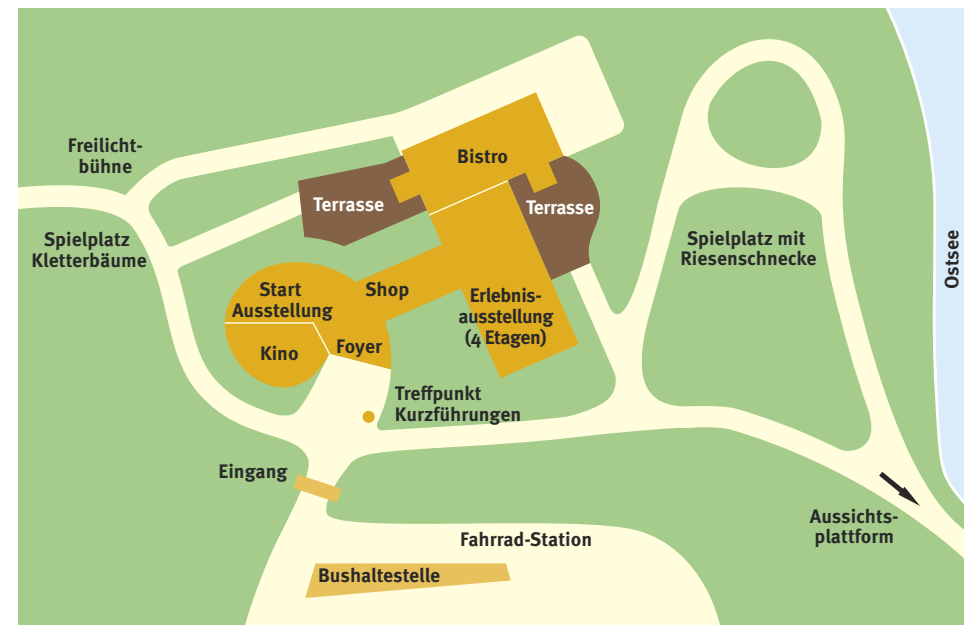 Freilicht-
bühne
Bistro
Terrasse
Terrasse
Spielplatz
Kletterbäume
Spielplatz mit
Riesenschnecke
Ostsee
Start
Ausstellung
Shop
Erlebnis-
ausstellung
(4 Etagen)
Kino
Foyer
Treffpunkt
Kurzführungen
Eingang
Aussichts-
plattform
Fahrrad-Station
Bushaltestelle